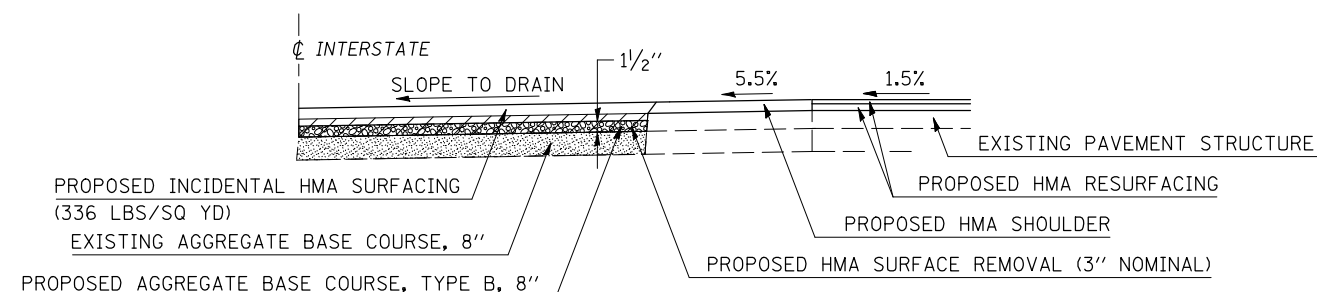 ℄ INTERSTATE
1½"
SLOPE TO DRAIN
5.5%
1.5%
EXISTING PAVEMENT STRUCTURE
PROPOSED HMA RESURFACING
PROPOSED INCIDENTAL HMA SURFACING
(336 LBS/SQ YD)
PROPOSED HMA SHOULDER
EXISTING AGGREGATE BASE COURSE, 8"
PROPOSED HMA SURFACE REMOVAL (3" NOMINAL)
PROPOSED AGGREGATE BASE COURSE, TYPE B, 8"